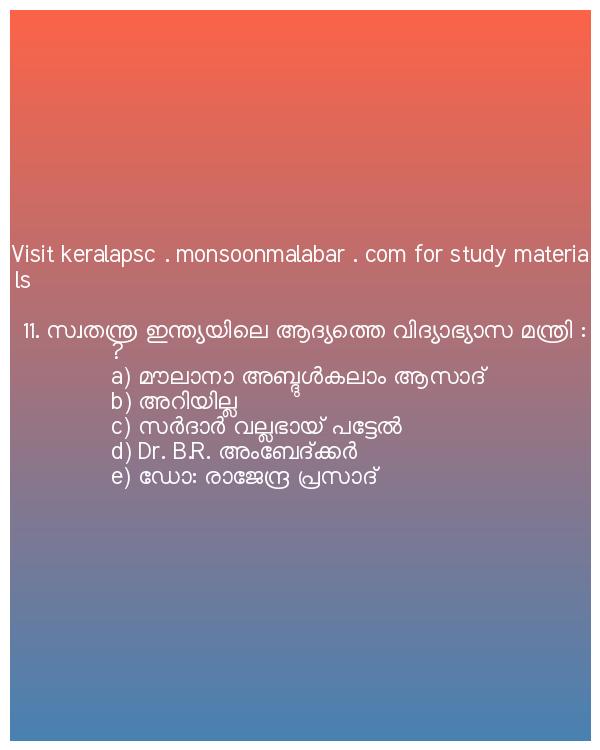 Visit keralapsc . monsoonmalabar . com for study materia
ls
11. സ്വതന്ത്ര ഇന്ത്യയിലെ ആദ്യത്തെ വിദ്യാഭ്യാസ മന്ത്രി :
?
a) മൗലാനാ അബ്ദുൾകലാം ആസാദ്
b) അറിയില്ല
c) സർദാർ വല്ലഭായ് പട്ടേൽ
d) Dr. B.R. അംബേദ്ക്കർ
e) ഡോ: രാജേന്ദ്ര പ്രസാദ്